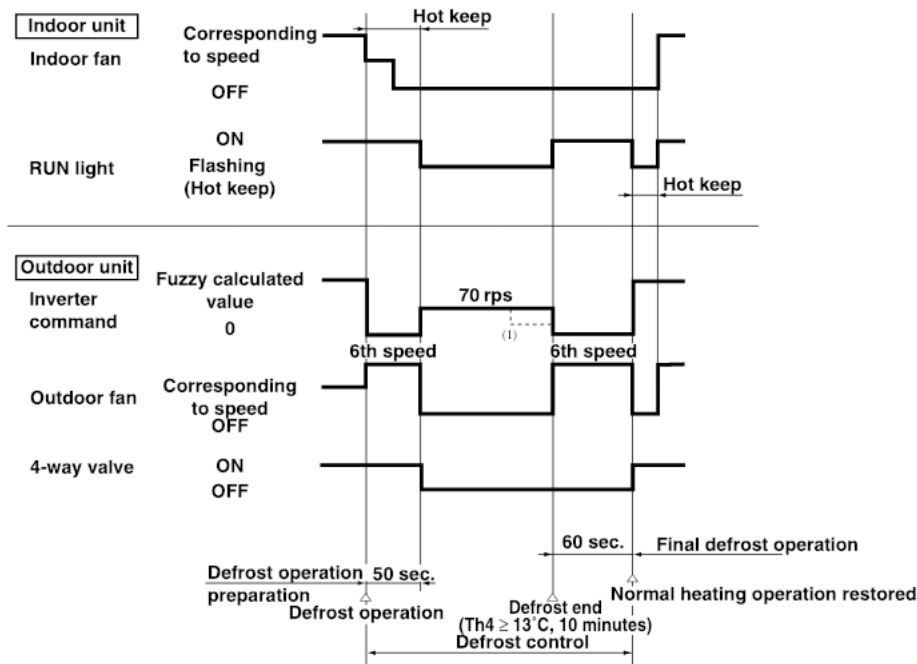 Hot keep
Indoor unit
Corresponding
to speed
Indoor fan
OFF
ON
RUN light
Flashing
(Hot keep)
Hot keep
Outdoor unit
Fuzzy calculated
value
Inverter
command
0
70 rps
(1)
6th speed
6th speed
Outdoor fan
Corresponding
to speed
OFF
4-way valve
ON
OFF
60 sec.
Final defrost operation
Defrost operation
preparation
50 sec.
Defrost operation
Defrost end
(Th4 ≥ 13°C, 10 minutes)
Normal heating operation restored
Defrost control